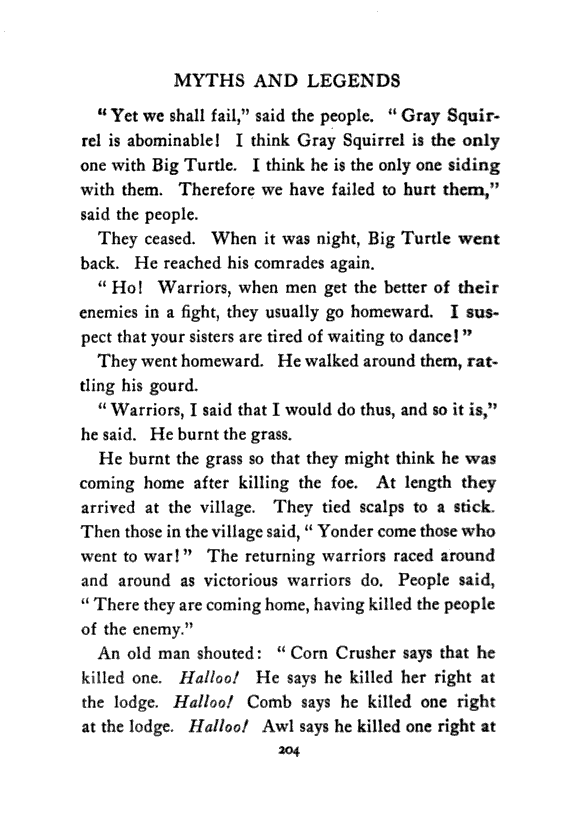 MYTHS AND LEGENDS
“Yet we shall fail,” said the people. “Gray Squir-
rel is abominable! I think Gray Squirrel is the only
one with Big Turtle. I think he is the only one siding
with them. Therefore we have failed to hurt them,”
said the people.
They ceased. When it was night, Big Turtle went
back. He reached his comrades again.
“Ho! Warriors, when men get the better of their
enemies in a fight, they usually go homeward. I sus-
pect that your sisters are tired of waiting to dance!”
They went homeward. He walked around them, rat-
tling his gourd.
“Warriors, I said that I would do thus, and so it is,”
he said. He burnt the grass.
He burnt the grass so that they might think he was
coming home after killing the foe. At length they
arrived at the village. They tied scalps to a stick.
Then those in the village said, “Yonder come those who
went to war!” The returning warriors raced around
and around as victorious warriors do. People said,
“There they are coming home, having killed the people
of the enemy.”
An old man shouted: “Corn Crusher says that he
killed one. Halloo! He says he killed her right at
the lodge. Halloo! Comb says he killed one right
at the lodge. Halloo! Awl says he killed one right at
204